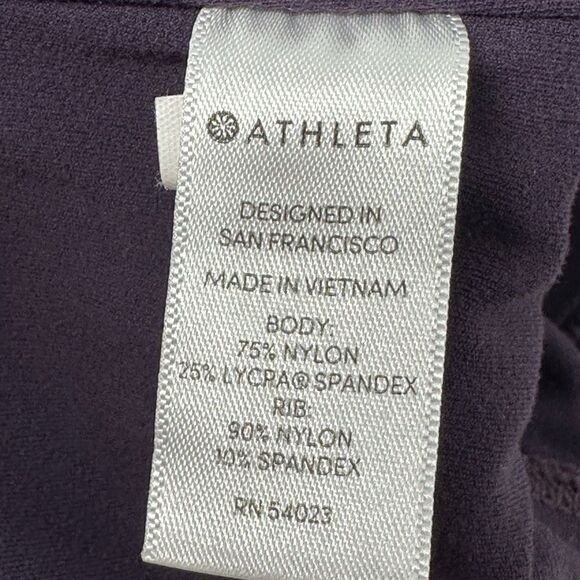 ATHLETA
DESIGNED IN
SAN FRANCISCO
MADE IN VIETNAM
BODY:
75% NYLON
25% LYCRA® SPANDEX
RIB:
90% NYLON
10% SPANDEX
RN 54023